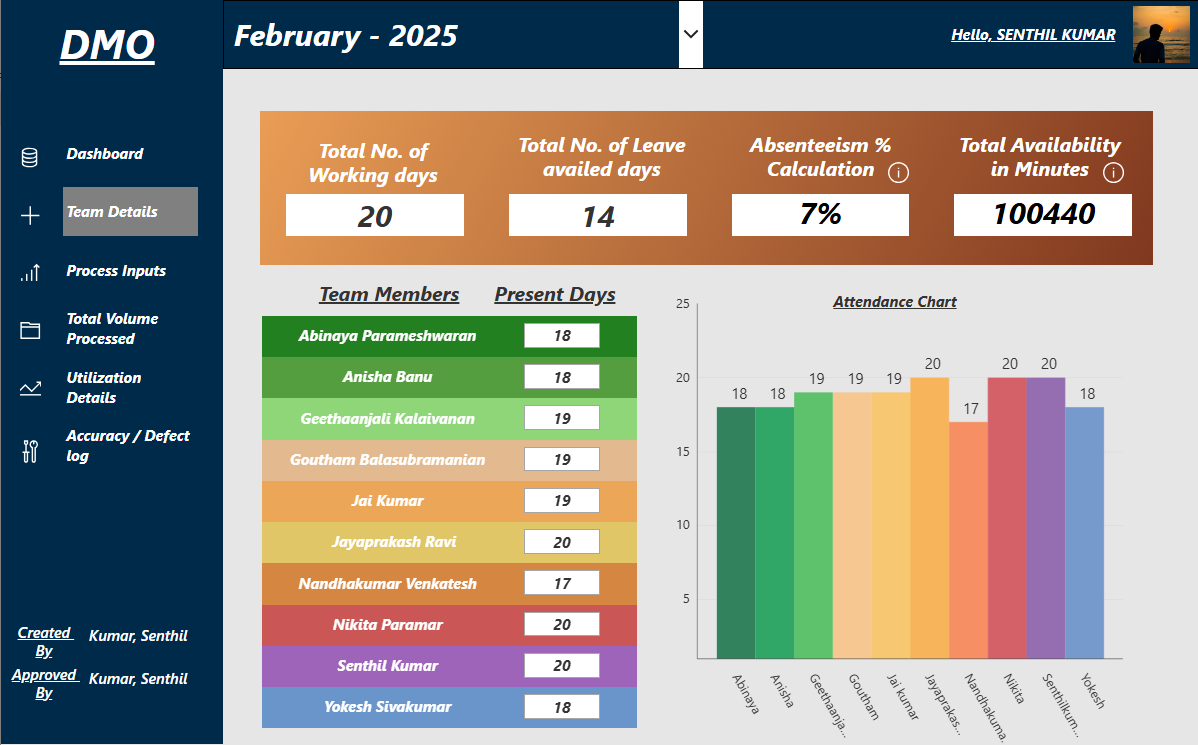 DMO
February - 2025
Hello, SENTHIL KUMAR
Dashboard
Team Details
Process Inputs
Total Volume
Processed
Utilization
Details
Accuracy / Defect
log
Created
By
Kumar, Senthil
Approved
By
Kumar, Senthil
Total No. of
Working days
20
Total No. of Leave
availed days
14
Absenteeism %
Calculation
7%
Total Availability
in Minutes
100440
Team Members Present Days
Abinaya Parameshwaran 18
Anisha Banu 18
Geethaanjali Kalaivanan 19
Goutham Balasubramanian 19
Jai Kumar 19
Jayaprakash Ravi 20
Nandhakumar Venkatesh 17
Nikita Paramar 20
Senthil Kumar 20
Yokesh Sivakumar 18
Attendance Chart
25
20
15
10
5
18 18 19 19 19 20 17 20 20 18
Abinaya
Anisha
Geethaanja...
Goutham
Jai kumar
Jayaprakas...
Nandhakuma.
Nikita
Senthilkum...
Yokesh